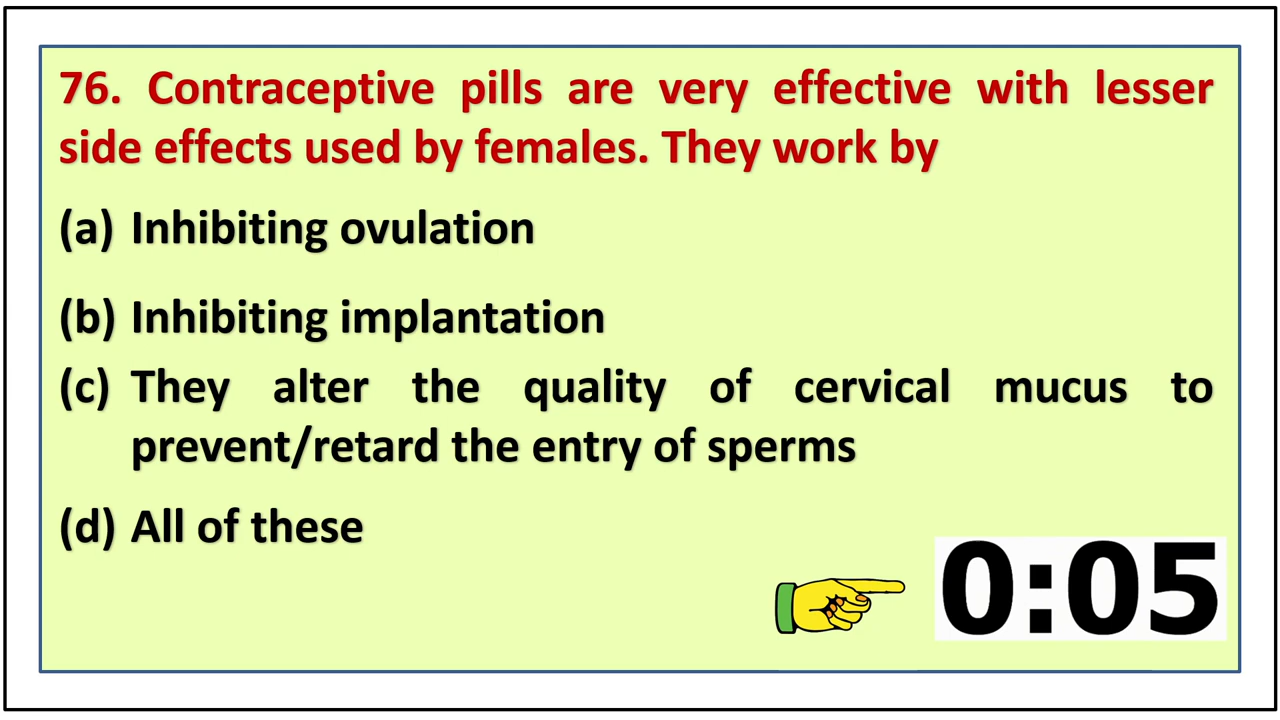 76. Contraceptive pills are very effective with lesser
side effects used by females. They work by
(a) Inhibiting ovulation
(b) Inhibiting implantation
(c) They alter the quality of cervical mucus to
prevent/retard the entry of sperms
(d) All of these
0:05